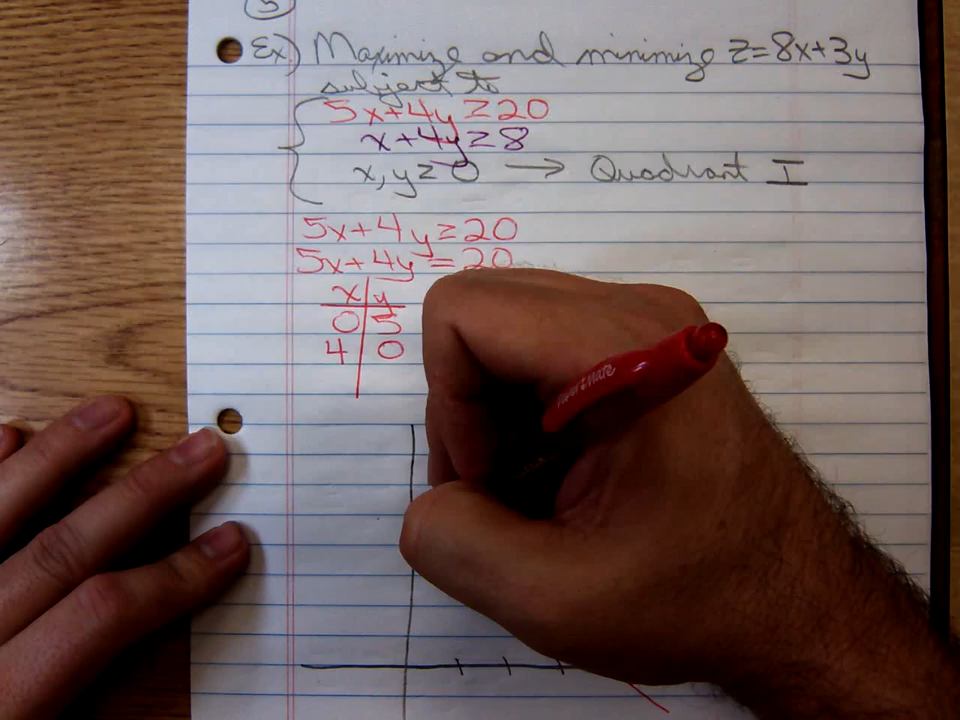 5
Ex) Maximize and minimize z=8x+3y
subject to
5x+4y≥20
x+4y≥8
x,y≥0 → Quadrant I
5x+4y≥20
5x+4y=20
x y
0 5
4 0
PaperMate